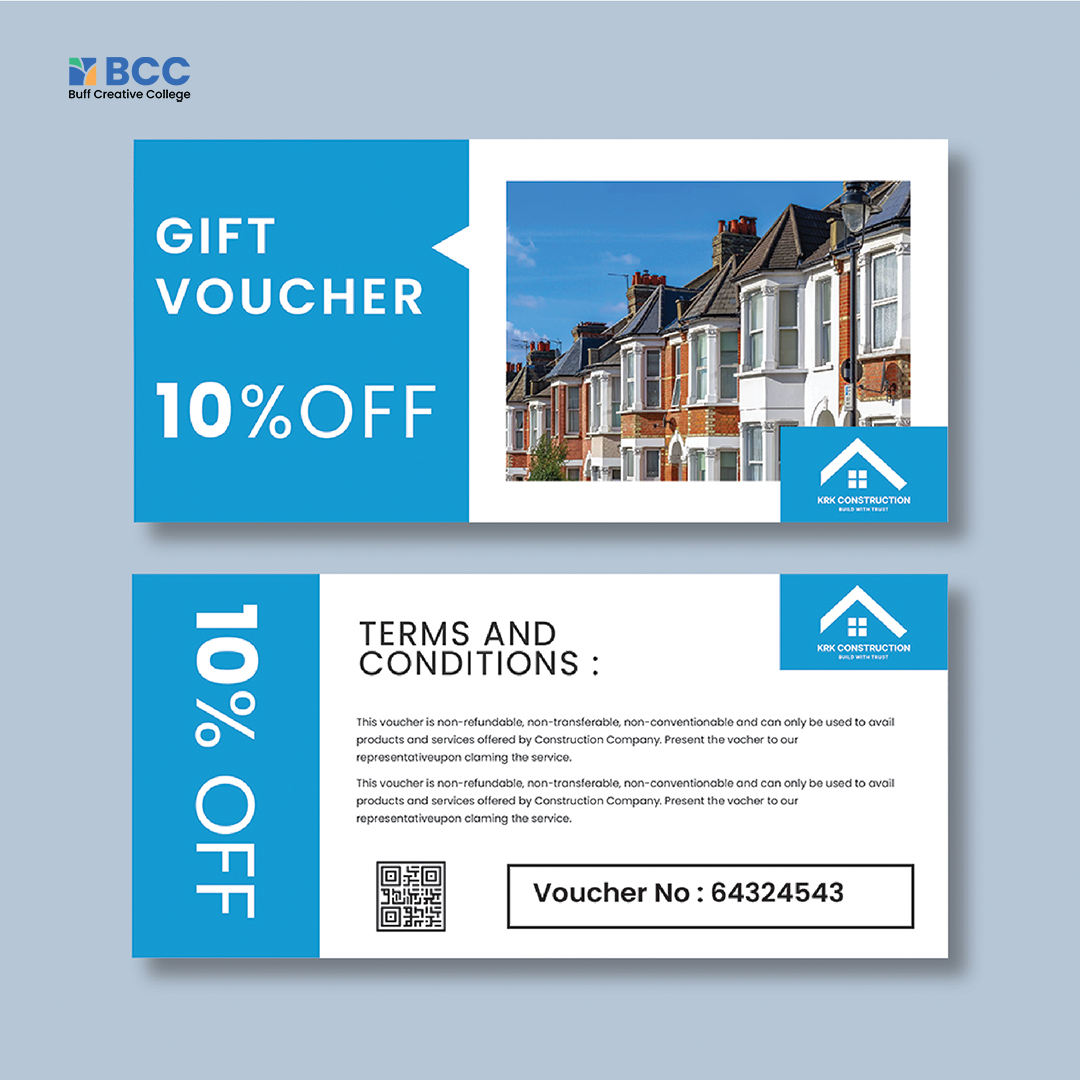 BCC
Buff Creative College
GIFT
VOUCHER
10%OFF
KRK CONSTRUCTION
BUILD WITH TRUST
10% OFF
TERMS AND
CONDITIONS :
KRK CONSTRUCTION
BUILD WITH TRUST
This voucher is non-refundable, non-transferable, non-conventionable and can only be used to avail
products and services offered by Construction Company. Present the vocher to our
representativeupon claming the service.
This voucher is non-refundable, non-transferable, non-conventionable and can only be used to avail
products and services offered by Construction Company. Present the vocher to our
representativeupon claming the service.
Voucher No : 64324543